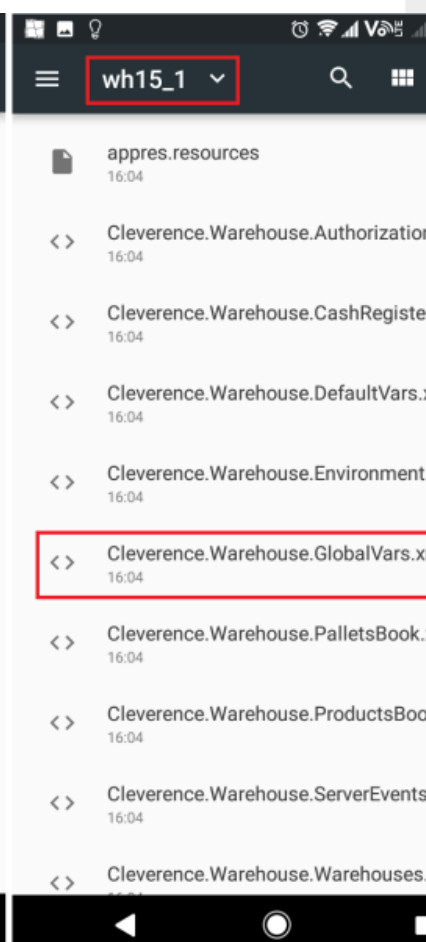 wh15_1
appres.resources
16:04
Cleverence.Warehouse.Authorization
16:04
Cleverence.Warehouse.CashRegiste
16:04
Cleverence.Warehouse.DefaultVars.
16:04
Cleverence.Warehouse.Environment
16:04
Cleverence.Warehouse.GlobalVars.x
16:04
Cleverence.Warehouse.PalletsBook.
16:04
Cleverence.Warehouse.ProductsBoo
16:04
Cleverence.Warehouse.ServerEvents
16:04
Cleverence.Warehouse.Warehouses.